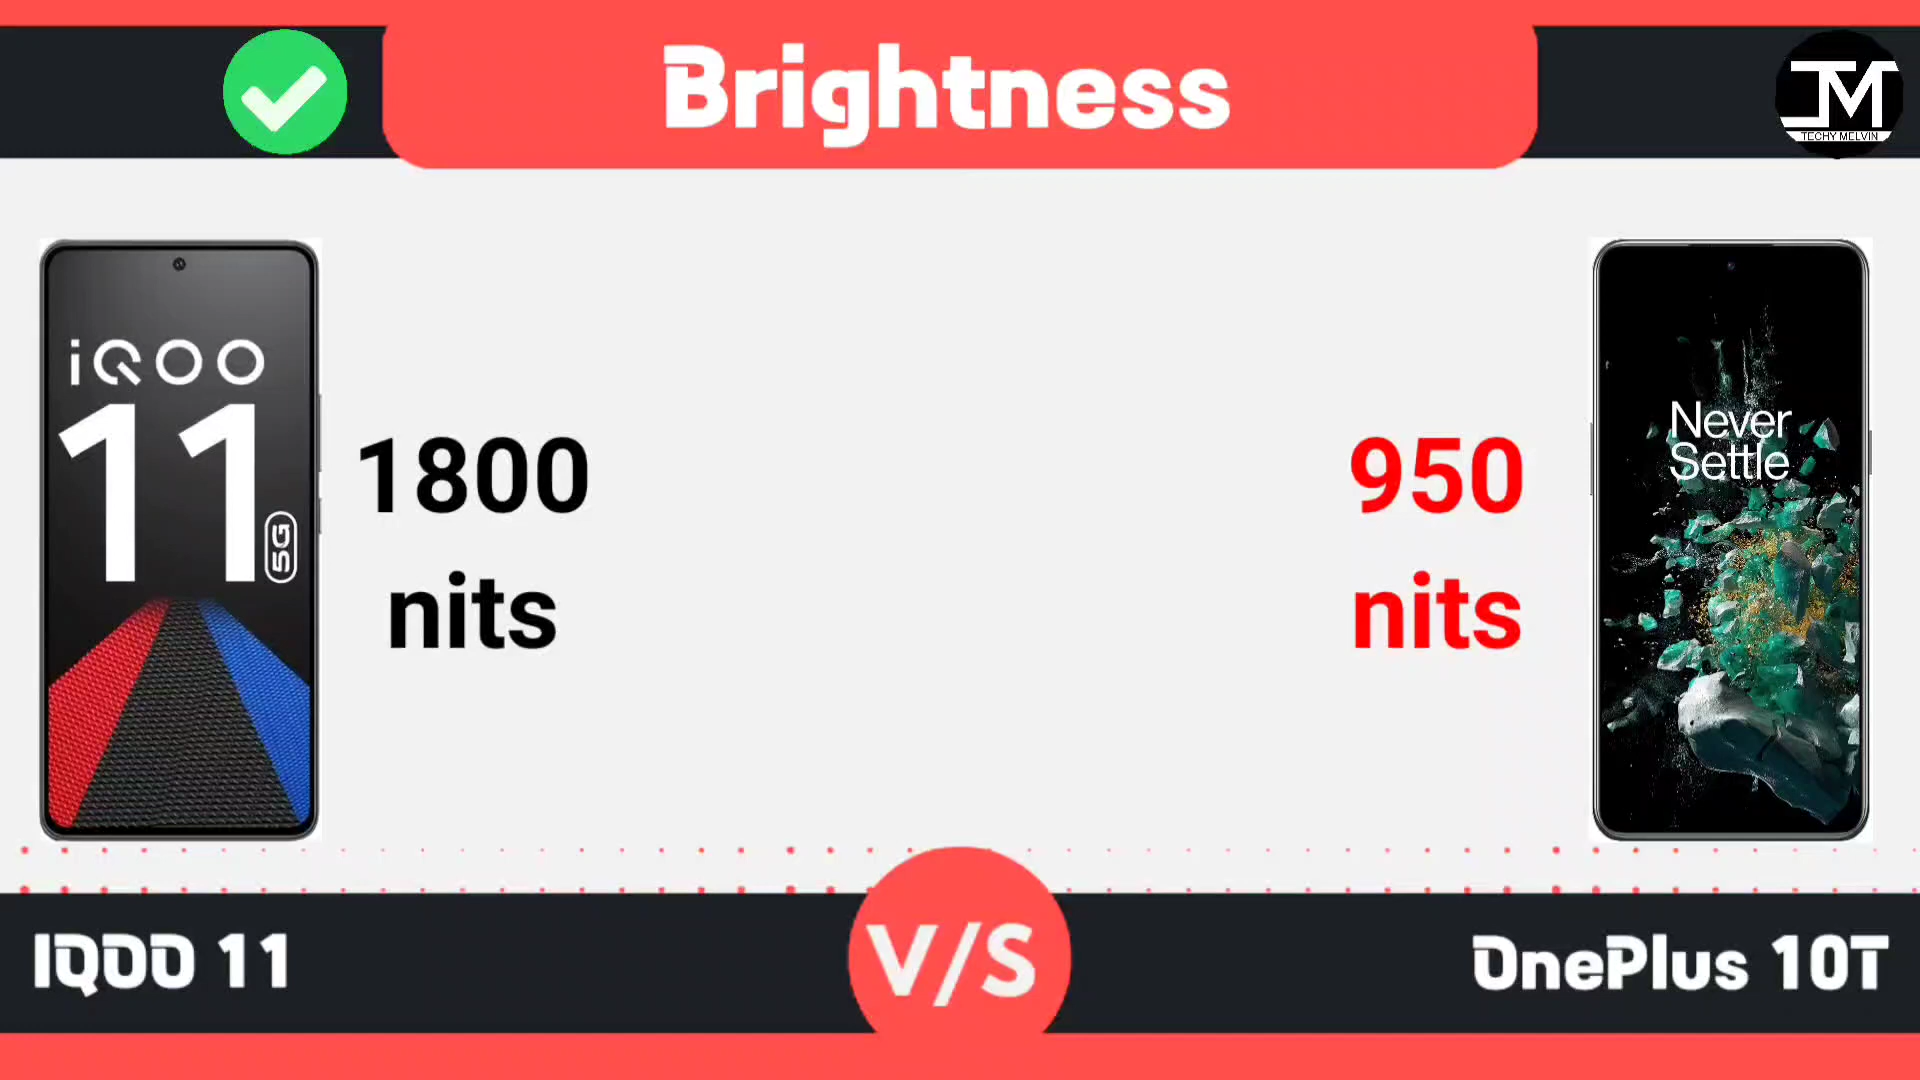 Brightness
TECHY MELVIN
iQOO
11
5G
1800
nits
950
nits
Never
Settle
IQOO 11
V/S
OnePlus 10T